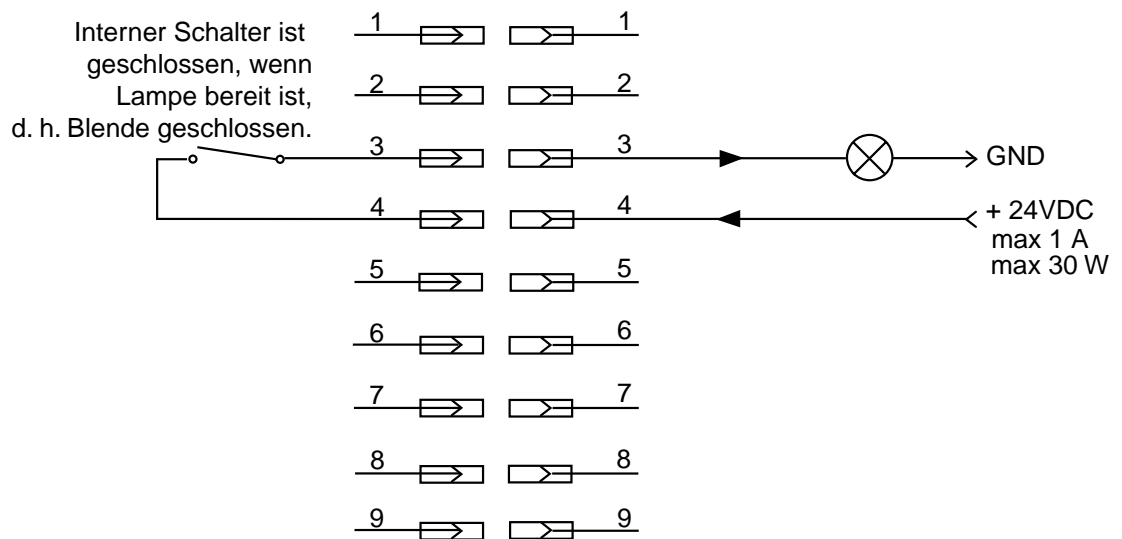 Interner Schalter ist
geschlossen, wenn
Lampe bereit ist,
d. h. Blende geschlossen.
1 1
2 2
3 3 GND
4 4 + 24VDC
max 1 A
max 30 W
5 5
6 6
7 7
8 8
9 9